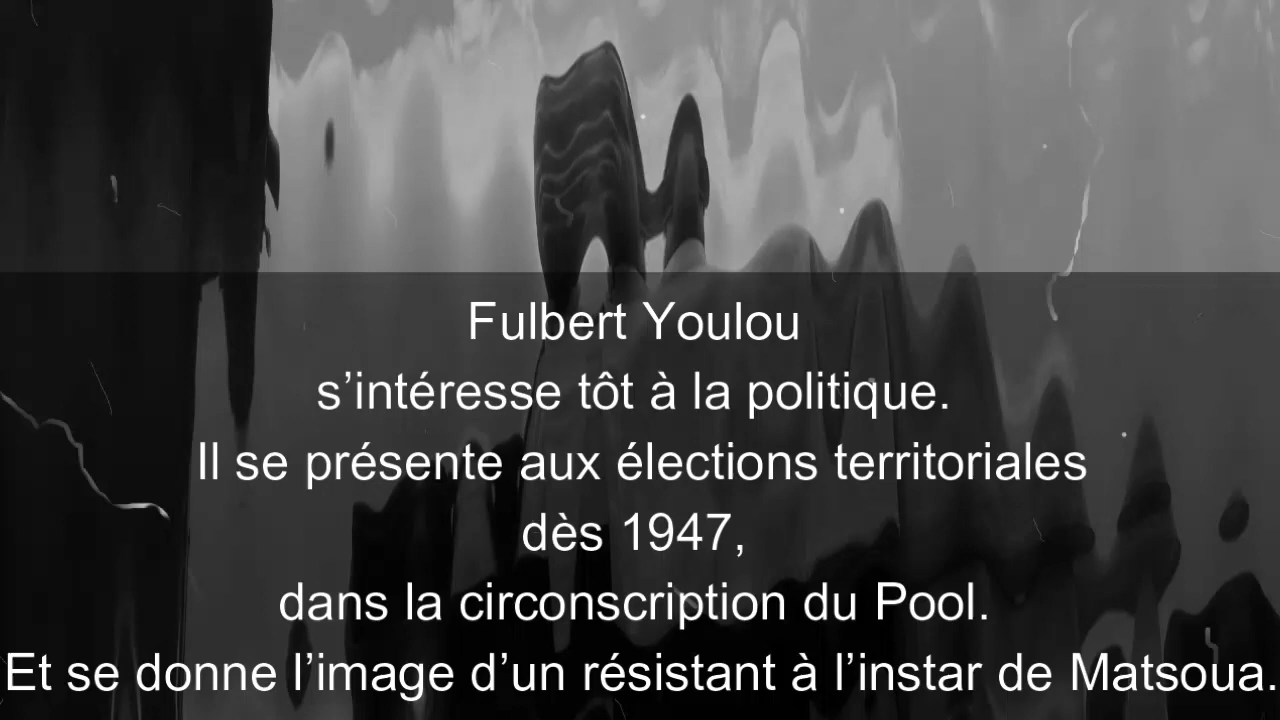 Fulbert Youlou
s’intéresse tôt à la politique.
Il se présente aux élections territoriales
dès 1947,
dans la circonscription du Pool.
Et se donne l’image d’un résistant à l’instar de Matsoua.